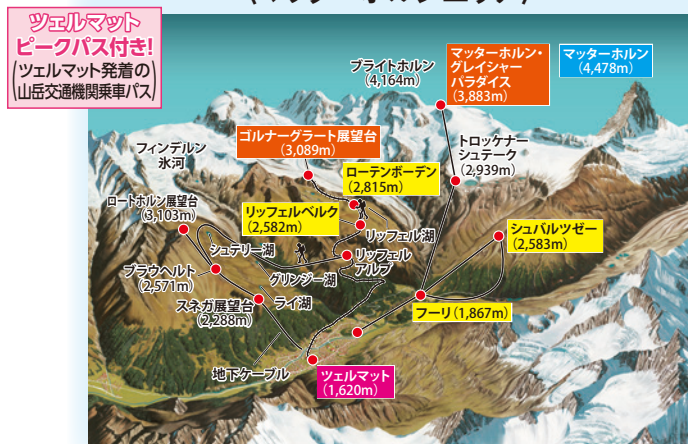 ツェルマット
ピークパス付き!
(ツェルマット発着の
山岳交通機関乗車パス)
ブライトホルン
(4,164m)
マッターホルン・
グレイシャー
パラダイス
(3,883m)
マッターホルン
(4,478m)
ゴルナーグラート展望台
(3,089m)
トロッケナー
シュテーク
(2,939m)
フィンデルン
氷河
ローテンボーデン
(2,815m)
ロートホルン展望台
(3,103m)
リッフェルベルク
(2,582m)
シュバルツゼー
(2,583m)
リッフェル湖
シュテリー湖
リッフェル
アルプ
ブラウヘルト
(2,571m)
グリンジー湖
スネガ展望台
(2,288m)
ライ湖
フーリ(1,867m)
地下ケーブル
ツェルマット
(1,620m)